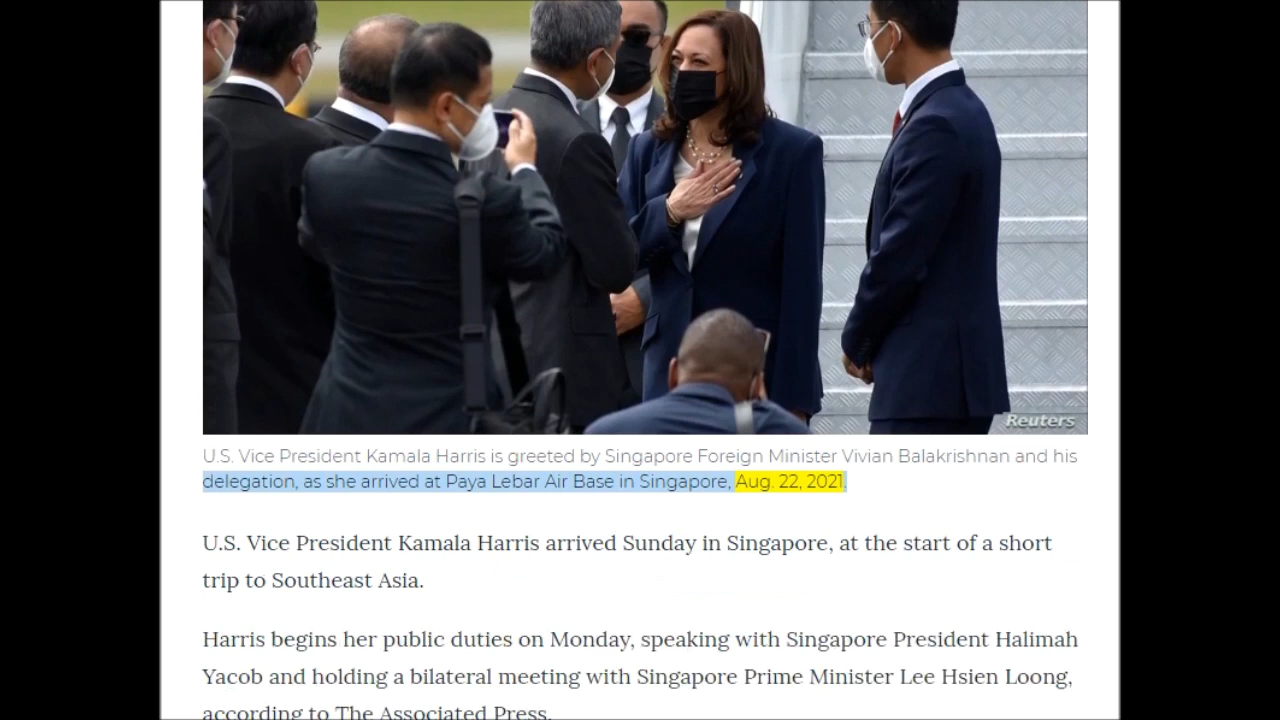 Reuters
U.S. Vice President Kamala Harris is greeted by Singapore Foreign Minister Vivian Balakrishnan and his
delegation, as she arrived at Paya Lebar Air Base in Singapore, Aug. 22, 2021.
U.S. Vice President Kamala Harris arrived Sunday in Singapore, at the start of a short
trip to Southeast Asia.
Harris begins her public duties on Monday, speaking with Singapore President Halimah
Yacob and holding a bilateral meeting with Singapore Prime Minister Lee Hsien Loong,
according to The Associated Press.